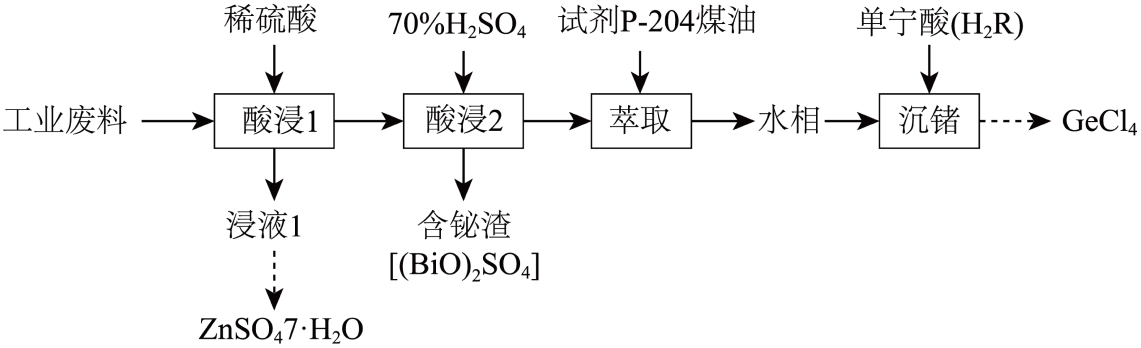 稀硫酸
70%H₂SO₄
试剂P-204煤油
单宁酸(H₂R)
工业废料
酸浸1
酸浸2
萃取
水相
沉锗
GeCl₄
浸液1
含铋渣
[(BiO)₂SO₄]
ZnSO₄7·H₂O